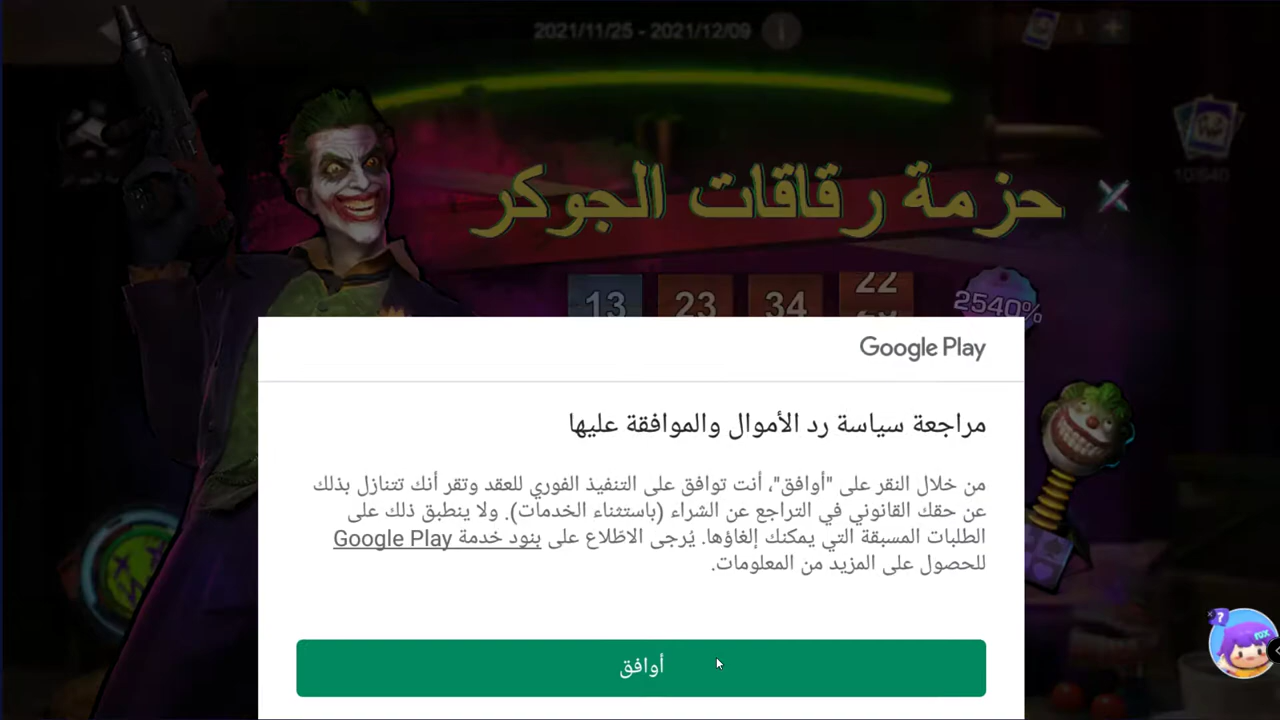 2021/11/25 - 2021/12/09
حزمة رقاقات الجوكر
13 23 34 22
2540%
Google Play
مراجعة سياسة رد الأموال والموافقة عليها
من خلال النقر على "أوافق"، أنت توافق على التنفيذ الفوري للعقد وتقر أنك تتنازل بذلك
عن حقك القانوني في التراجع عن الشراء (باستثناء الخدمات). ولا ينطبق ذلك على
الطلبات المسبقة التي يمكنك إلغاؤها. يُرجى الاطّلاع على بنود خدمة Google Play
للحصول على المزيد من المعلومات.
أوافق